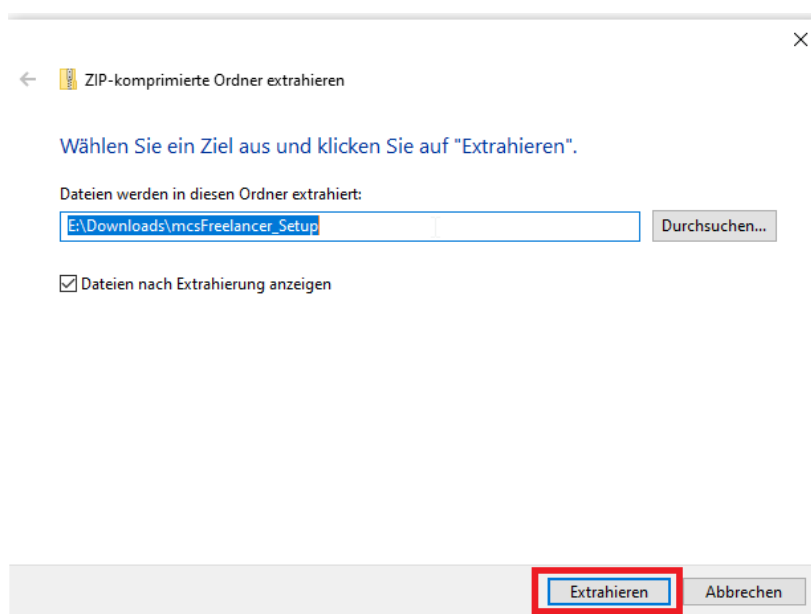 ZIP-komprimierte Ordner extrahieren
Wählen Sie ein Ziel aus und klicken Sie auf "Extrahieren".
Dateien werden in diesen Ordner extrahiert:
E:\Downloads\mcsFreelancer_Setup
Durchsuchen...
Dateien nach Extrahierung anzeigen
Extrahieren
Abbrechen